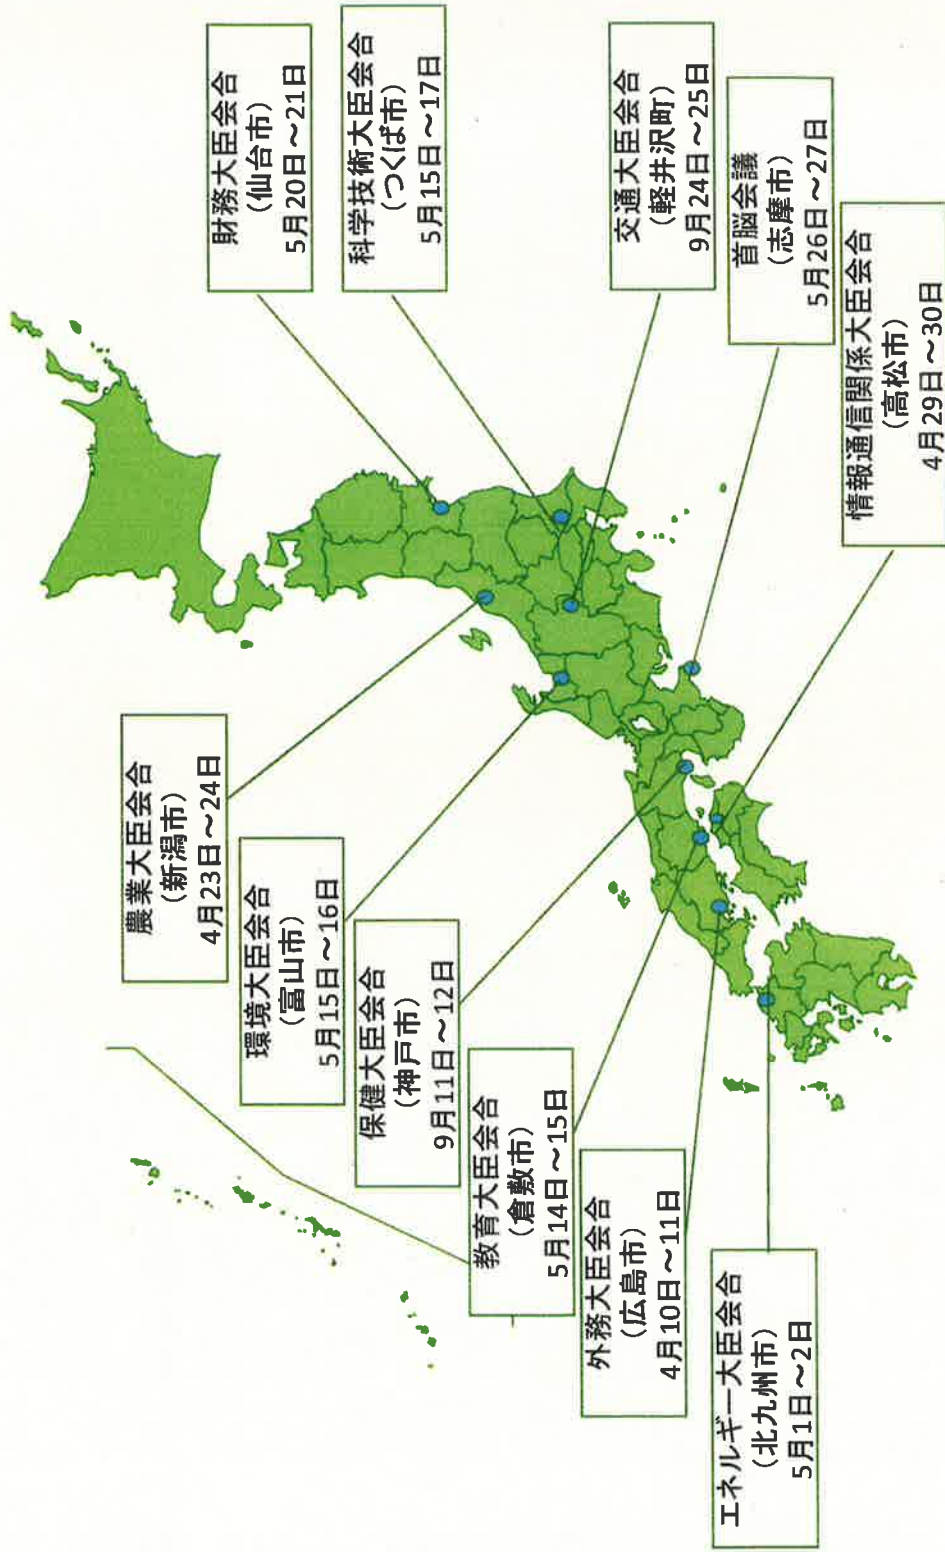 農業大臣会合
（新潟市）
4月23日～24日
環境大臣会合
（富山市）
5月15日～16日
保健大臣会合
（神戸市）
9月11日～12日
教育大臣会合
（倉敷市）
5月14日～15日
外務大臣会合
（広島市）
4月10日～11日
エネルギー大臣会合
（北九州市）
5月1日～2日
財務大臣会合
（仙台市）
5月20日～21日
科学技術大臣会合
（つくば市）
5月15日～17日
交通大臣会合
（軽井沢町）
9月24日～25日
首脳会議
（志摩市）
5月26日～27日
情報通信関係大臣会合
（高松市）
4月29日～30日